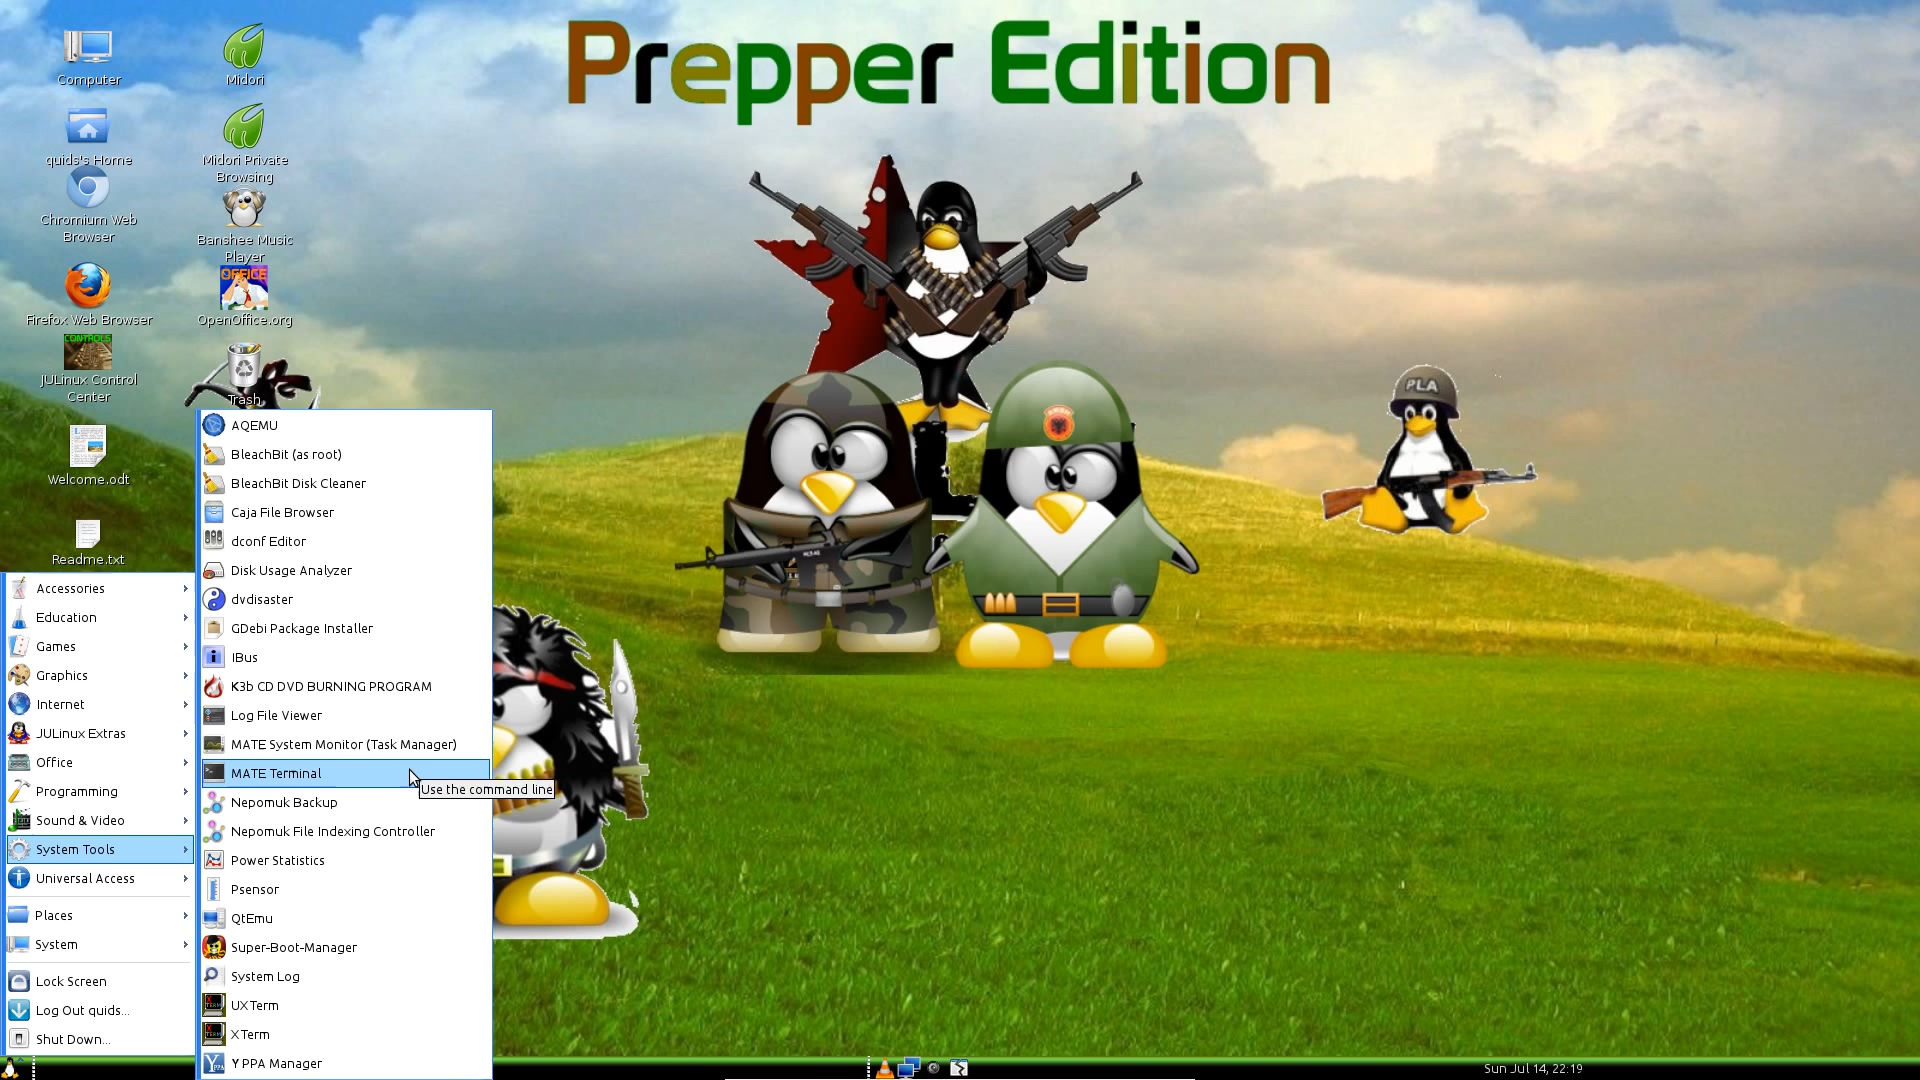 Prepper Edition
Computer
Midori
quids's Home
Midori Private
Browsing
Chromium Web
Browser
Banshee Music
Player
Firefox Web Browser
OFFICE
OpenOffice.org
CONTROLS
JULinux Control
Center
Trash
Welcome.odt
Readme.txt
PLA
Accessories
Education
Games
Graphics
Internet
JULinux Extras
Office
Programming
Sound & Video
System Tools
Universal Access
Places
System
Lock Screen
Log Out quids...
Shut Down...
AQEMU
BleachBit (as root)
BleachBit Disk Cleaner
Caja File Browser
dconf Editor
Disk Usage Analyzer
dvdisaster
GDebi Package Installer
IBus
K3b CD DVD BURNING PROGRAM
Log File Viewer
MATE System Monitor (Task Manager)
MATE Terminal
Use the command line
Nepomuk Backup
Nepomuk File Indexing Controller
Power Statistics
Psensor
QtEmu
Super-Boot-Manager
System Log
UXTerm
XTerm
Y PPA Manager
Sun Jul 14, 22:19